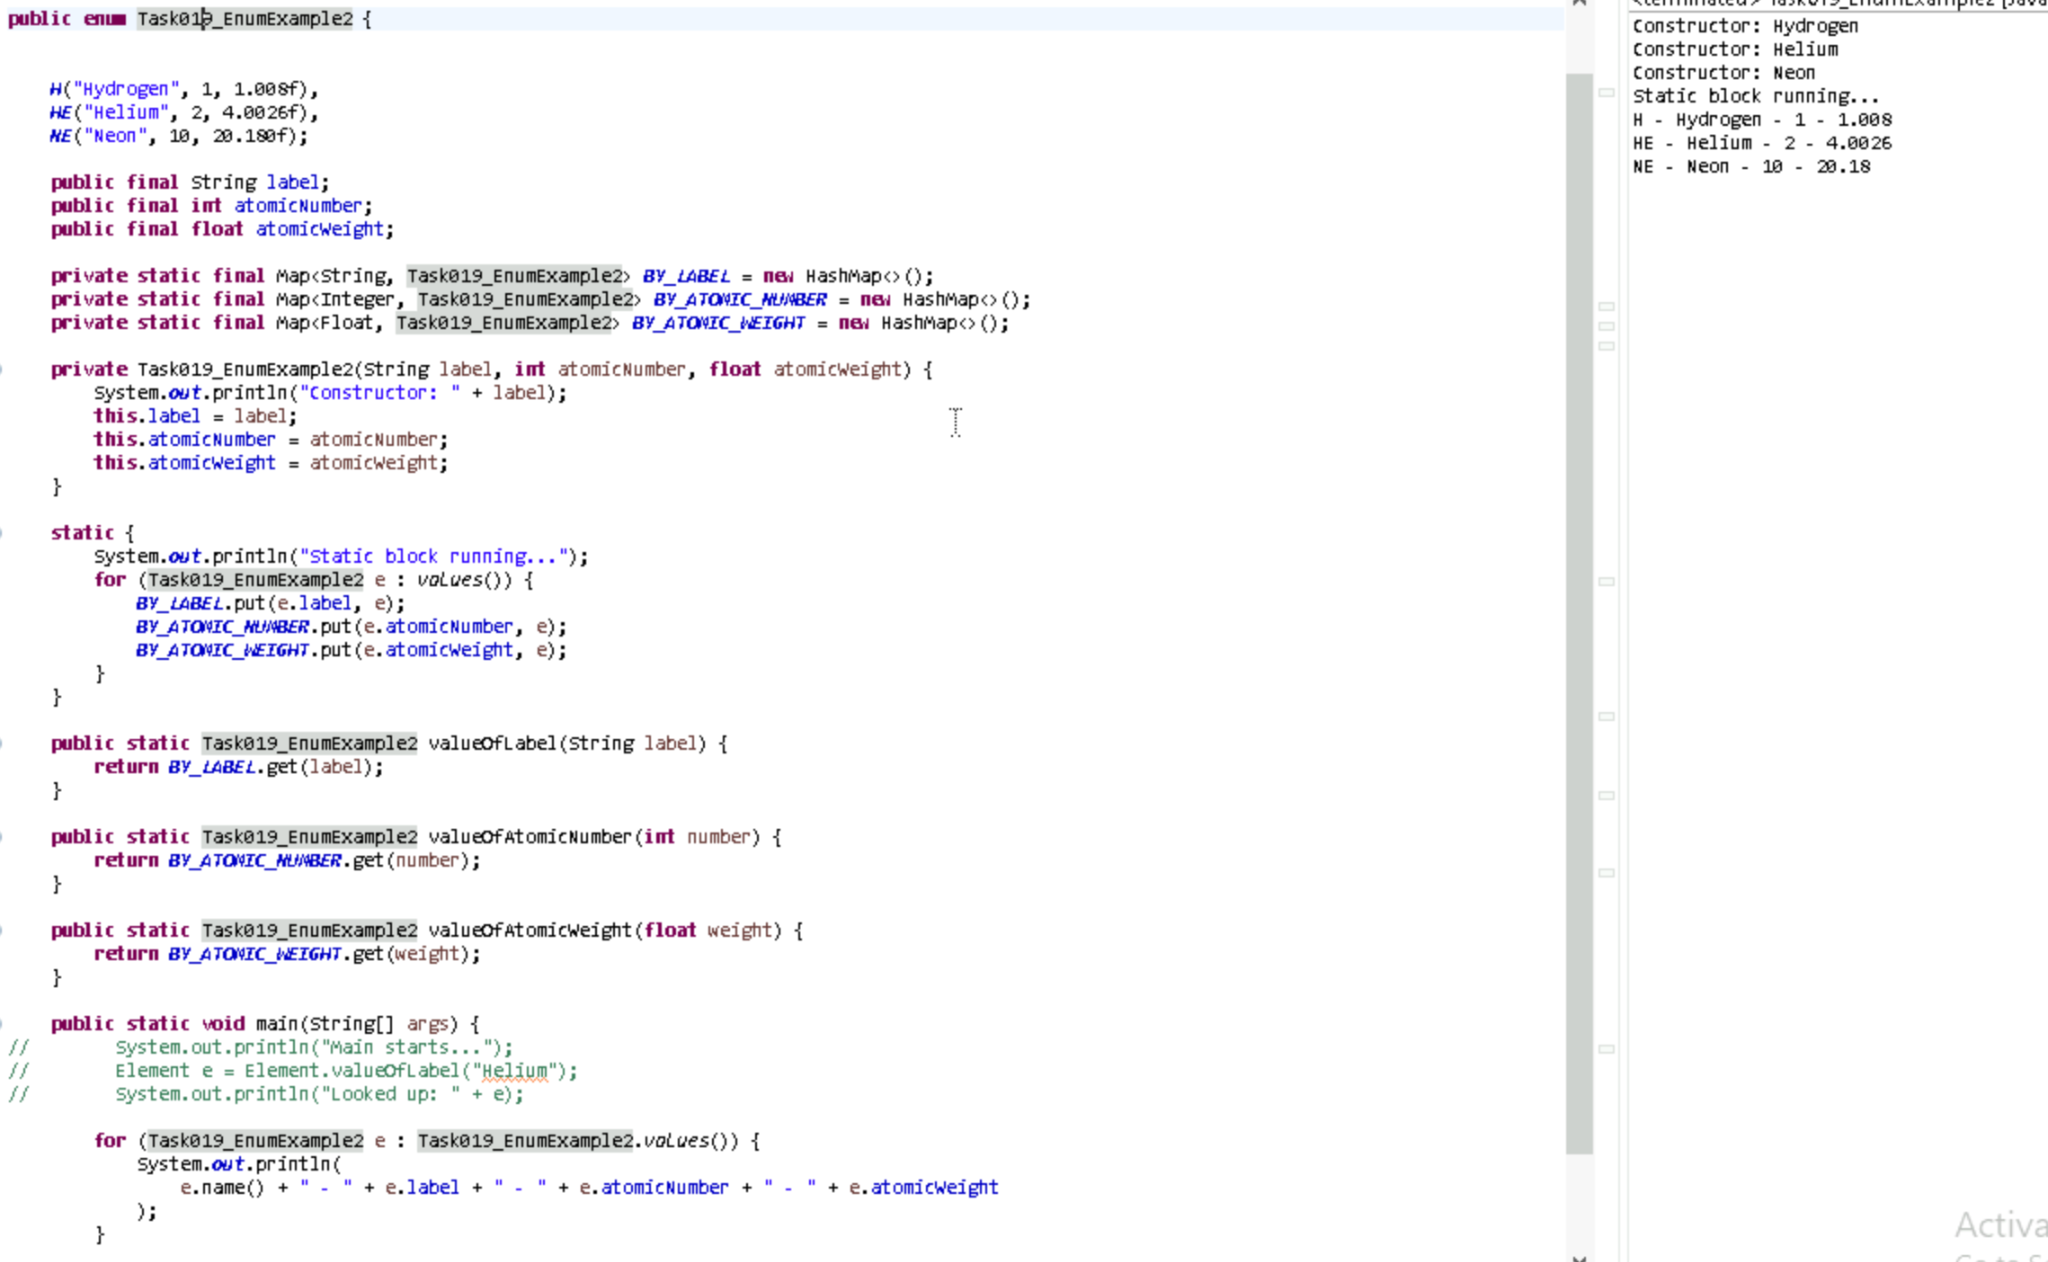 public enum Task019_EnumExample2 {
H("Hydrogen", 1, 1.008f),
HE("Helium", 2, 4.0026f),
NE("Neon", 10, 20.180f);
public final String label;
public final int atomicNumber;
public final float atomicWeight;
private static final Map<String, Task019_EnumExample2> BY_LABEL = new HashMap<>();
private static final Map<Integer, Task019_EnumExample2> BY_ATOMIC_NUMBER = new HashMap<>();
private static final Map<Float, Task019_EnumExample2> BY_ATOMIC_WEIGHT = new HashMap<>();
private Task019_EnumExample2(String label, int atomicNumber, float atomicWeight) {
System.out.println("Constructor: " + label);
this.label = label;
this.atomicNumber = atomicNumber;
this.atomicWeight = atomicWeight;
}
static {
System.out.println("Static block running...");
for (Task019_EnumExample2 e : values()) {
BY_LABEL.put(e.label, e);
BY_ATOMIC_NUMBER.put(e.atomicNumber, e);
BY_ATOMIC_WEIGHT.put(e.atomicWeight, e);
}
}
public static Task019_EnumExample2 valueOfLabel(String label) {
return BY_LABEL.get(label);
}
public static Task019_EnumExample2 valueOfAtomicNumber(int number) {
return BY_ATOMIC_NUMBER.get(number);
}
public static Task019_EnumExample2 valueOfAtomicWeight(float weight) {
return BY_ATOMIC_WEIGHT.get(weight);
}
public static void main(String[] args) {
// System.out.println("Main starts...");
// Element e = Element.valueOfLabel("Helium");
// System.out.println("Looked up: " + e);
for (Task019_EnumExample2 e : Task019_EnumExample2.values()) {
System.out.println(
e.name() + " - " + e.label + " - " + e.atomicNumber + " - " + e.atomicWeight
);
}
<terminated> Task019_EnumExample2 [Java
Constructor: Hydrogen
Constructor: Helium
Constructor: Neon
Static block running...
H - Hydrogen - 1 - 1.008
HE - Helium - 2 - 4.0026
NE - Neon - 10 - 20.18
Activa